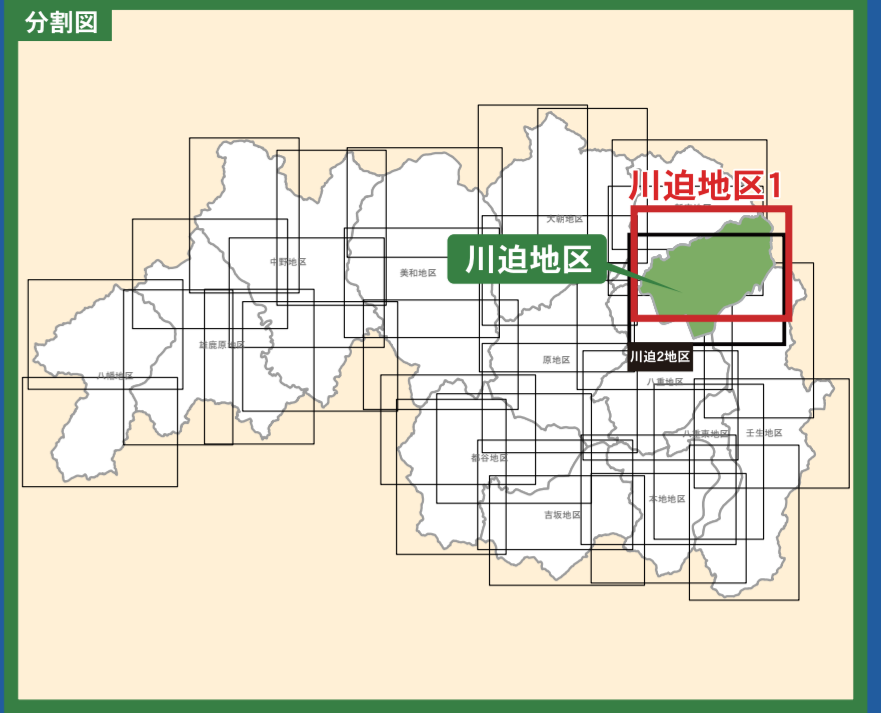 分割図
川迫地区1
大朝地区
川迫地区
中野地区
美和地区
雄鹿原地区
原地区
川迫2地区
八幡地区
八重地区
八重東地区
壬生地区
都谷地区
本地地区
吉坂地区